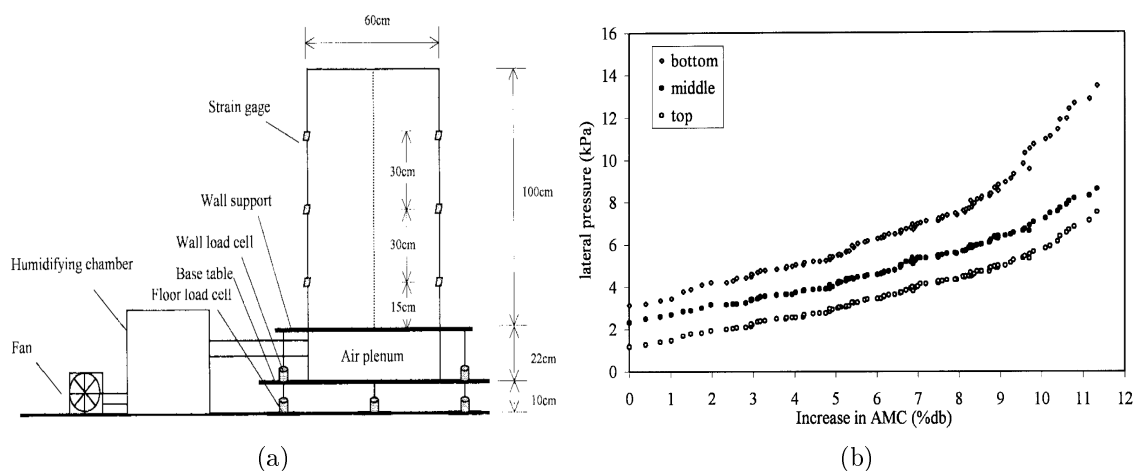 60cm
Strain gage
30cm
100cm
Wall support
Wall load cell
30cm
Humidifying chamber
Base table
Floor load cell
15cm
Fan
Air plenum
22cm
10cm
(a)
16
14
12
10
8
6
4
2
0
lateral pressure (kPa)
bottom
middle
top
0 1 2 3 4 5 6 7 8 9 10 11 12
Increase in AMC (%db)
(b)